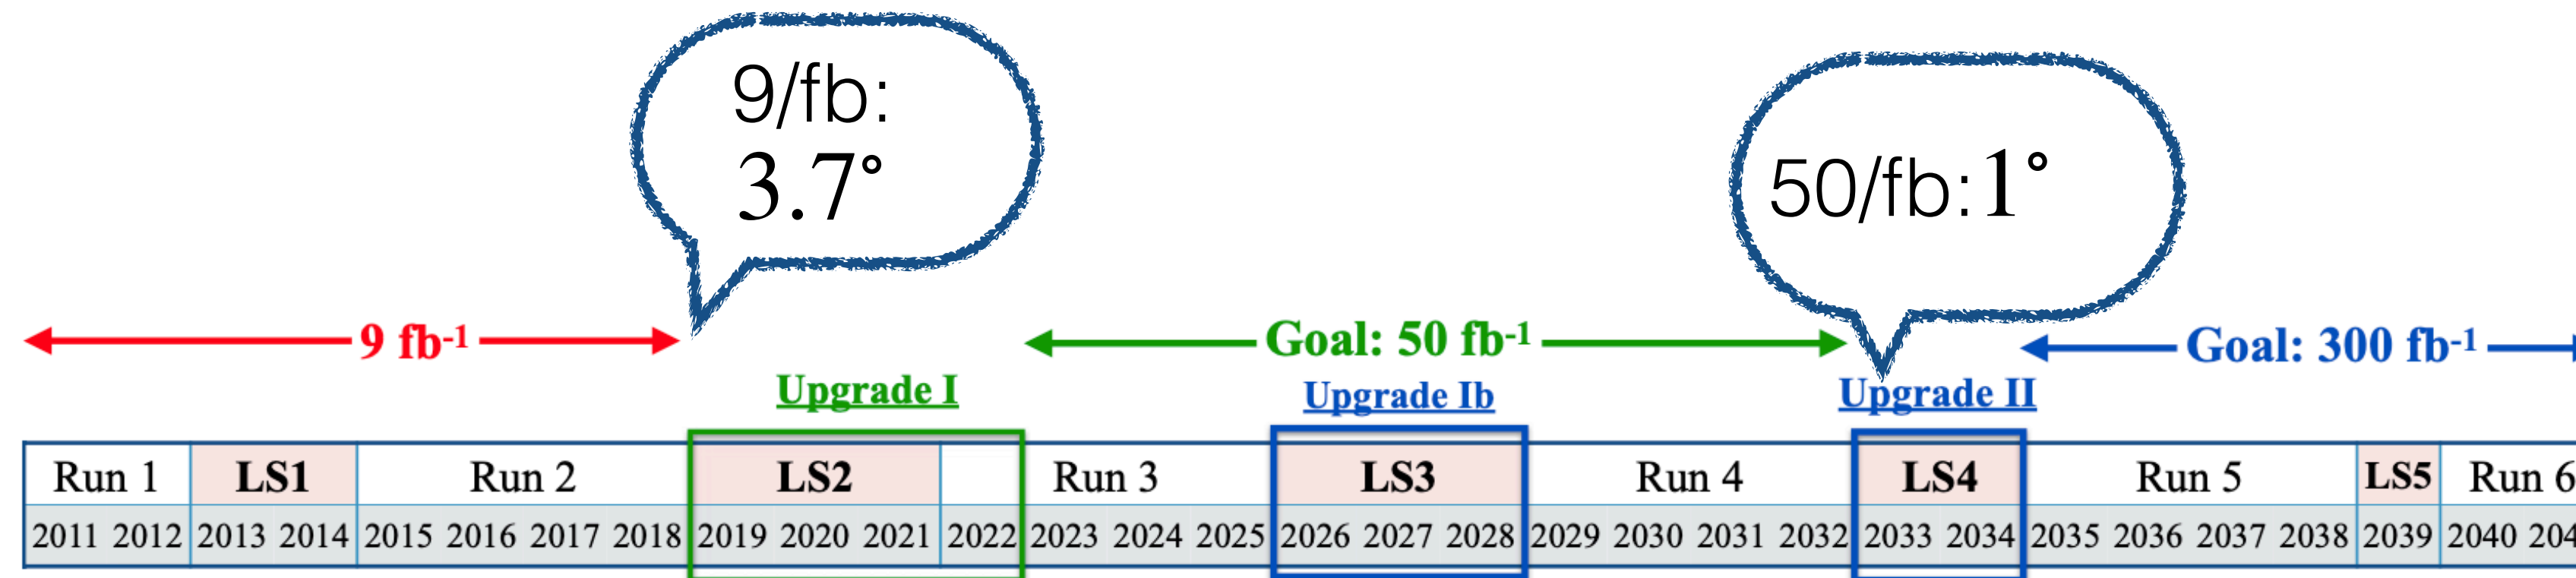 9/fb:
3.7°
50/fb:1°
9 fb-1
Goal: 50 fb-1
Goal: 300 fb-1
Upgrade I
Upgrade Ib
Upgrade II
Run 1 LS1 Run 2 LS2 Run 3 LS3 Run 4 LS4 Run 5 LS5 Run 6
2011 2012 2013 2014 2015 2016 2017 2018 2019 2020 2021 2022 2023 2024 2025 2026 2027 2028 2029 2030 2031 2032 2033 2034 2035 2036 2037 2038 2039 2040